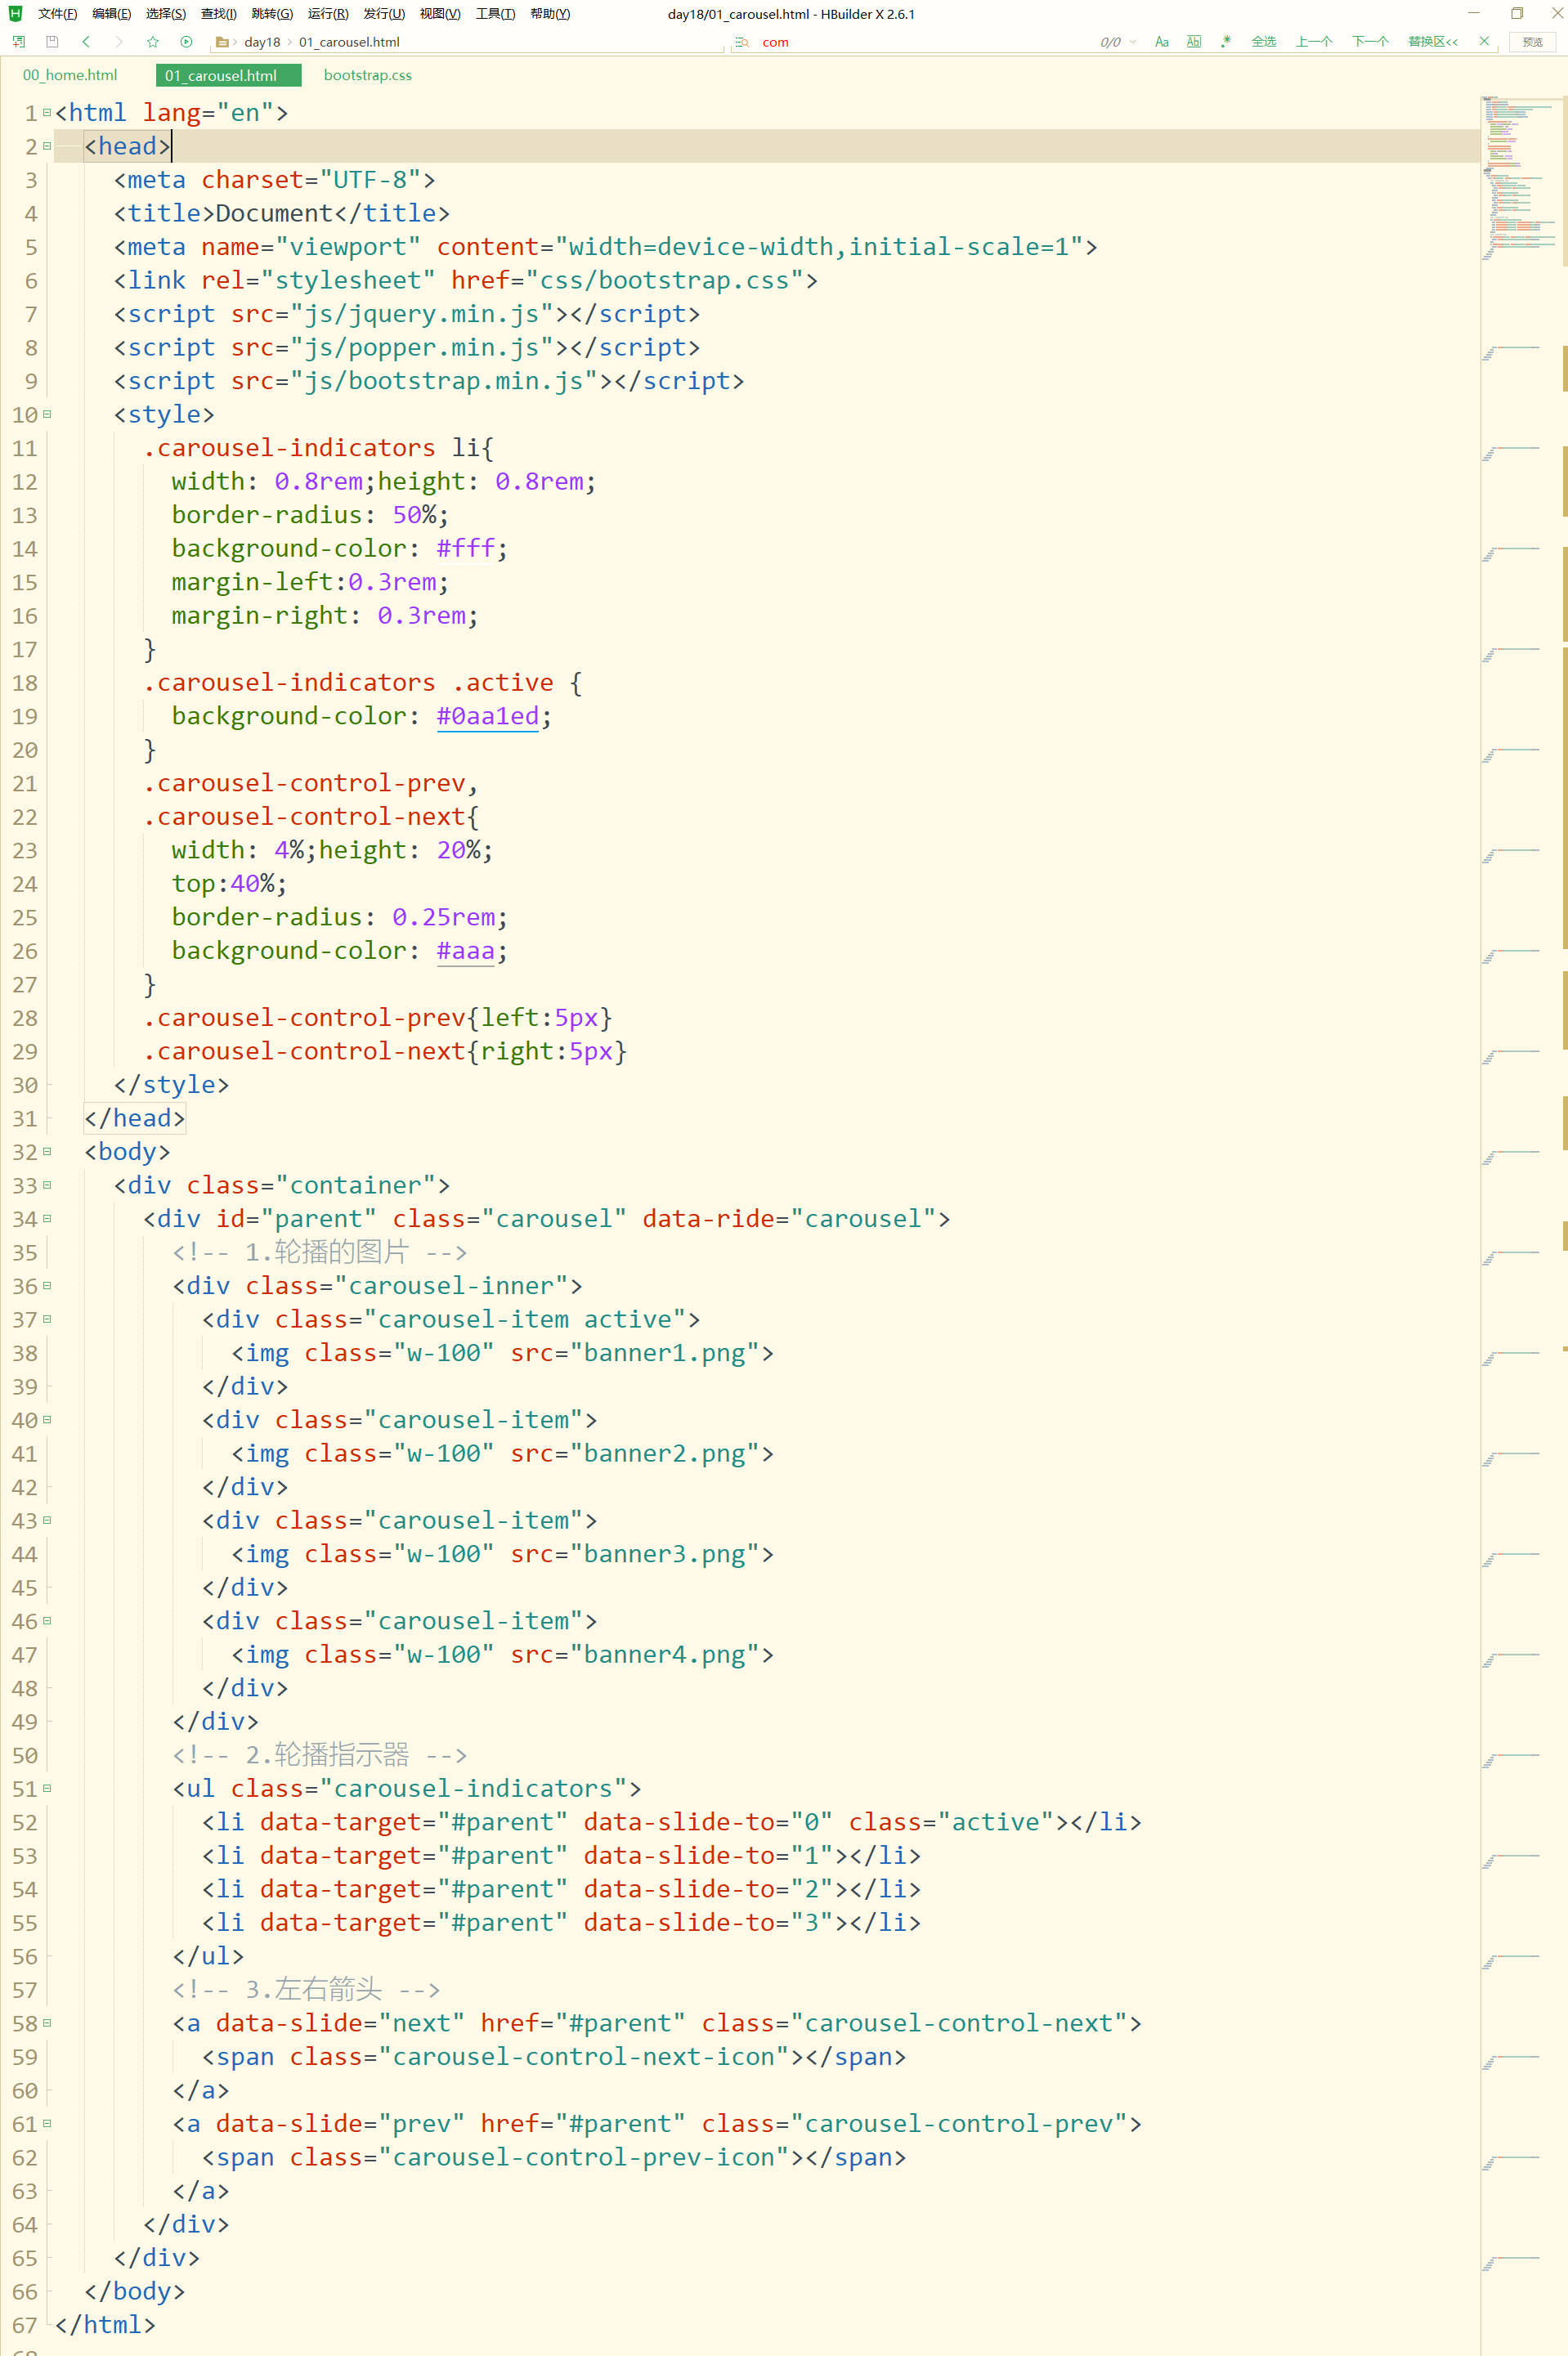 文件(F) 编辑(E) 选择(S) 查找(I) 跳转(G) 运行(R) 发行(U) 视图(V) 工具(T) 帮助(Y) day18/01_carousel.html - HBuilder X 2.6.1
day18 01_carousel.html com 0/0 Aa Ab .* 全选 上一个 下一个 替换区<< 预览
00_home.html 01_carousel.html bootstrap.css
1 <html lang="en">
2 <head>
3 <meta charset="UTF-8">
4 <title>Document</title>
5 <meta name="viewport" content="width=device-width,initial-scale=1">
6 <link rel="stylesheet" href="css/bootstrap.css">
7 <script src="js/jquery.min.js"></script>
8 <script src="js/popper.min.js"></script>
9 <script src="js/bootstrap.min.js"></script>
10 <style>
11 .carousel-indicators li{
12 width: 0.8rem;height: 0.8rem;
13 border-radius: 50%;
14 background-color: #fff;
15 margin-left:0.3rem;
16 margin-right: 0.3rem;
17 }
18 .carousel-indicators .active {
19 background-color: #0aa1ed;
20 }
21 .carousel-control-prev,
22 .carousel-control-next{
23 width: 4%;height: 20%;
24 top:40%;
25 border-radius: 0.25rem;
26 background-color: #aaa;
27 }
28 .carousel-control-prev{left:5px}
29 .carousel-control-next{right:5px}
30 </style>
31 </head>
32 <body>
33 <div class="container">
34 <div id="parent" class="carousel" data-ride="carousel">
35 <!-- 1.轮播的图片 -->
36 <div class="carousel-inner">
37 <div class="carousel-item active">
38 <img class="w-100" src="banner1.png">
39 </div>
40 <div class="carousel-item">
41 <img class="w-100" src="banner2.png">
42 </div>
43 <div class="carousel-item">
44 <img class="w-100" src="banner3.png">
45 </div>
46 <div class="carousel-item">
47 <img class="w-100" src="banner4.png">
48 </div>
49 </div>
50 <!-- 2.轮播指示器 -->
51 <ul class="carousel-indicators">
52 <li data-target="#parent" data-slide-to="0" class="active"></li>
53 <li data-target="#parent" data-slide-to="1"></li>
54 <li data-target="#parent" data-slide-to="2"></li>
55 <li data-target="#parent" data-slide-to="3"></li>
56 </ul>
57 <!-- 3.左右箭头 -->
58 <a data-slide="next" href="#parent" class="carousel-control-next">
59 <span class="carousel-control-next-icon"></span>
60 </a>
61 <a data-slide="prev" href="#parent" class="carousel-control-prev">
62 <span class="carousel-control-prev-icon"></span>
63 </a>
64 </div>
65 </div>
66 </body>
67 </html>